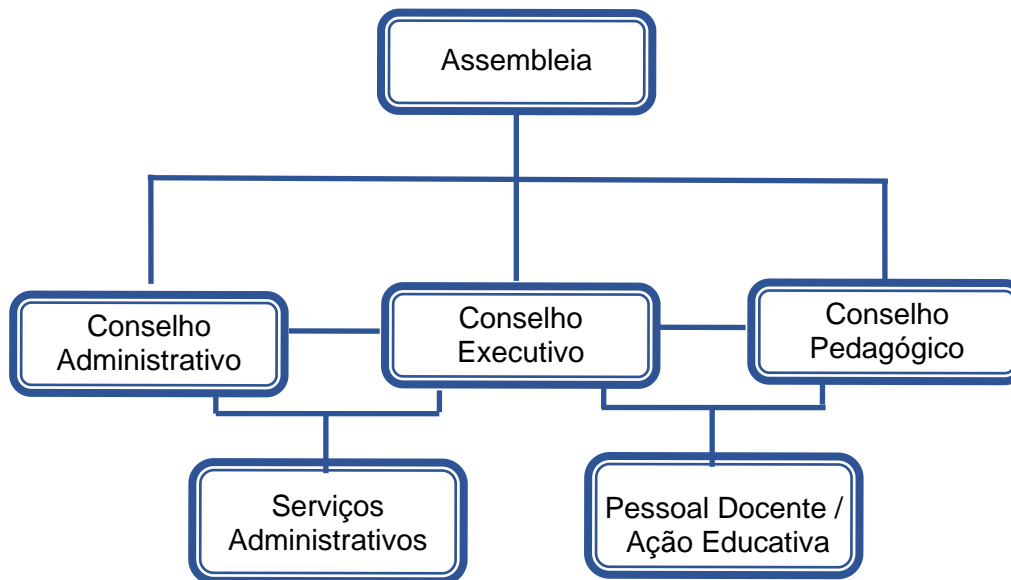 Assembleia
Conselho
Administrativo
Conselho
Executivo
Conselho
Pedagógico
Serviços
Administrativos
Pessoal Docente /
Ação Educativa